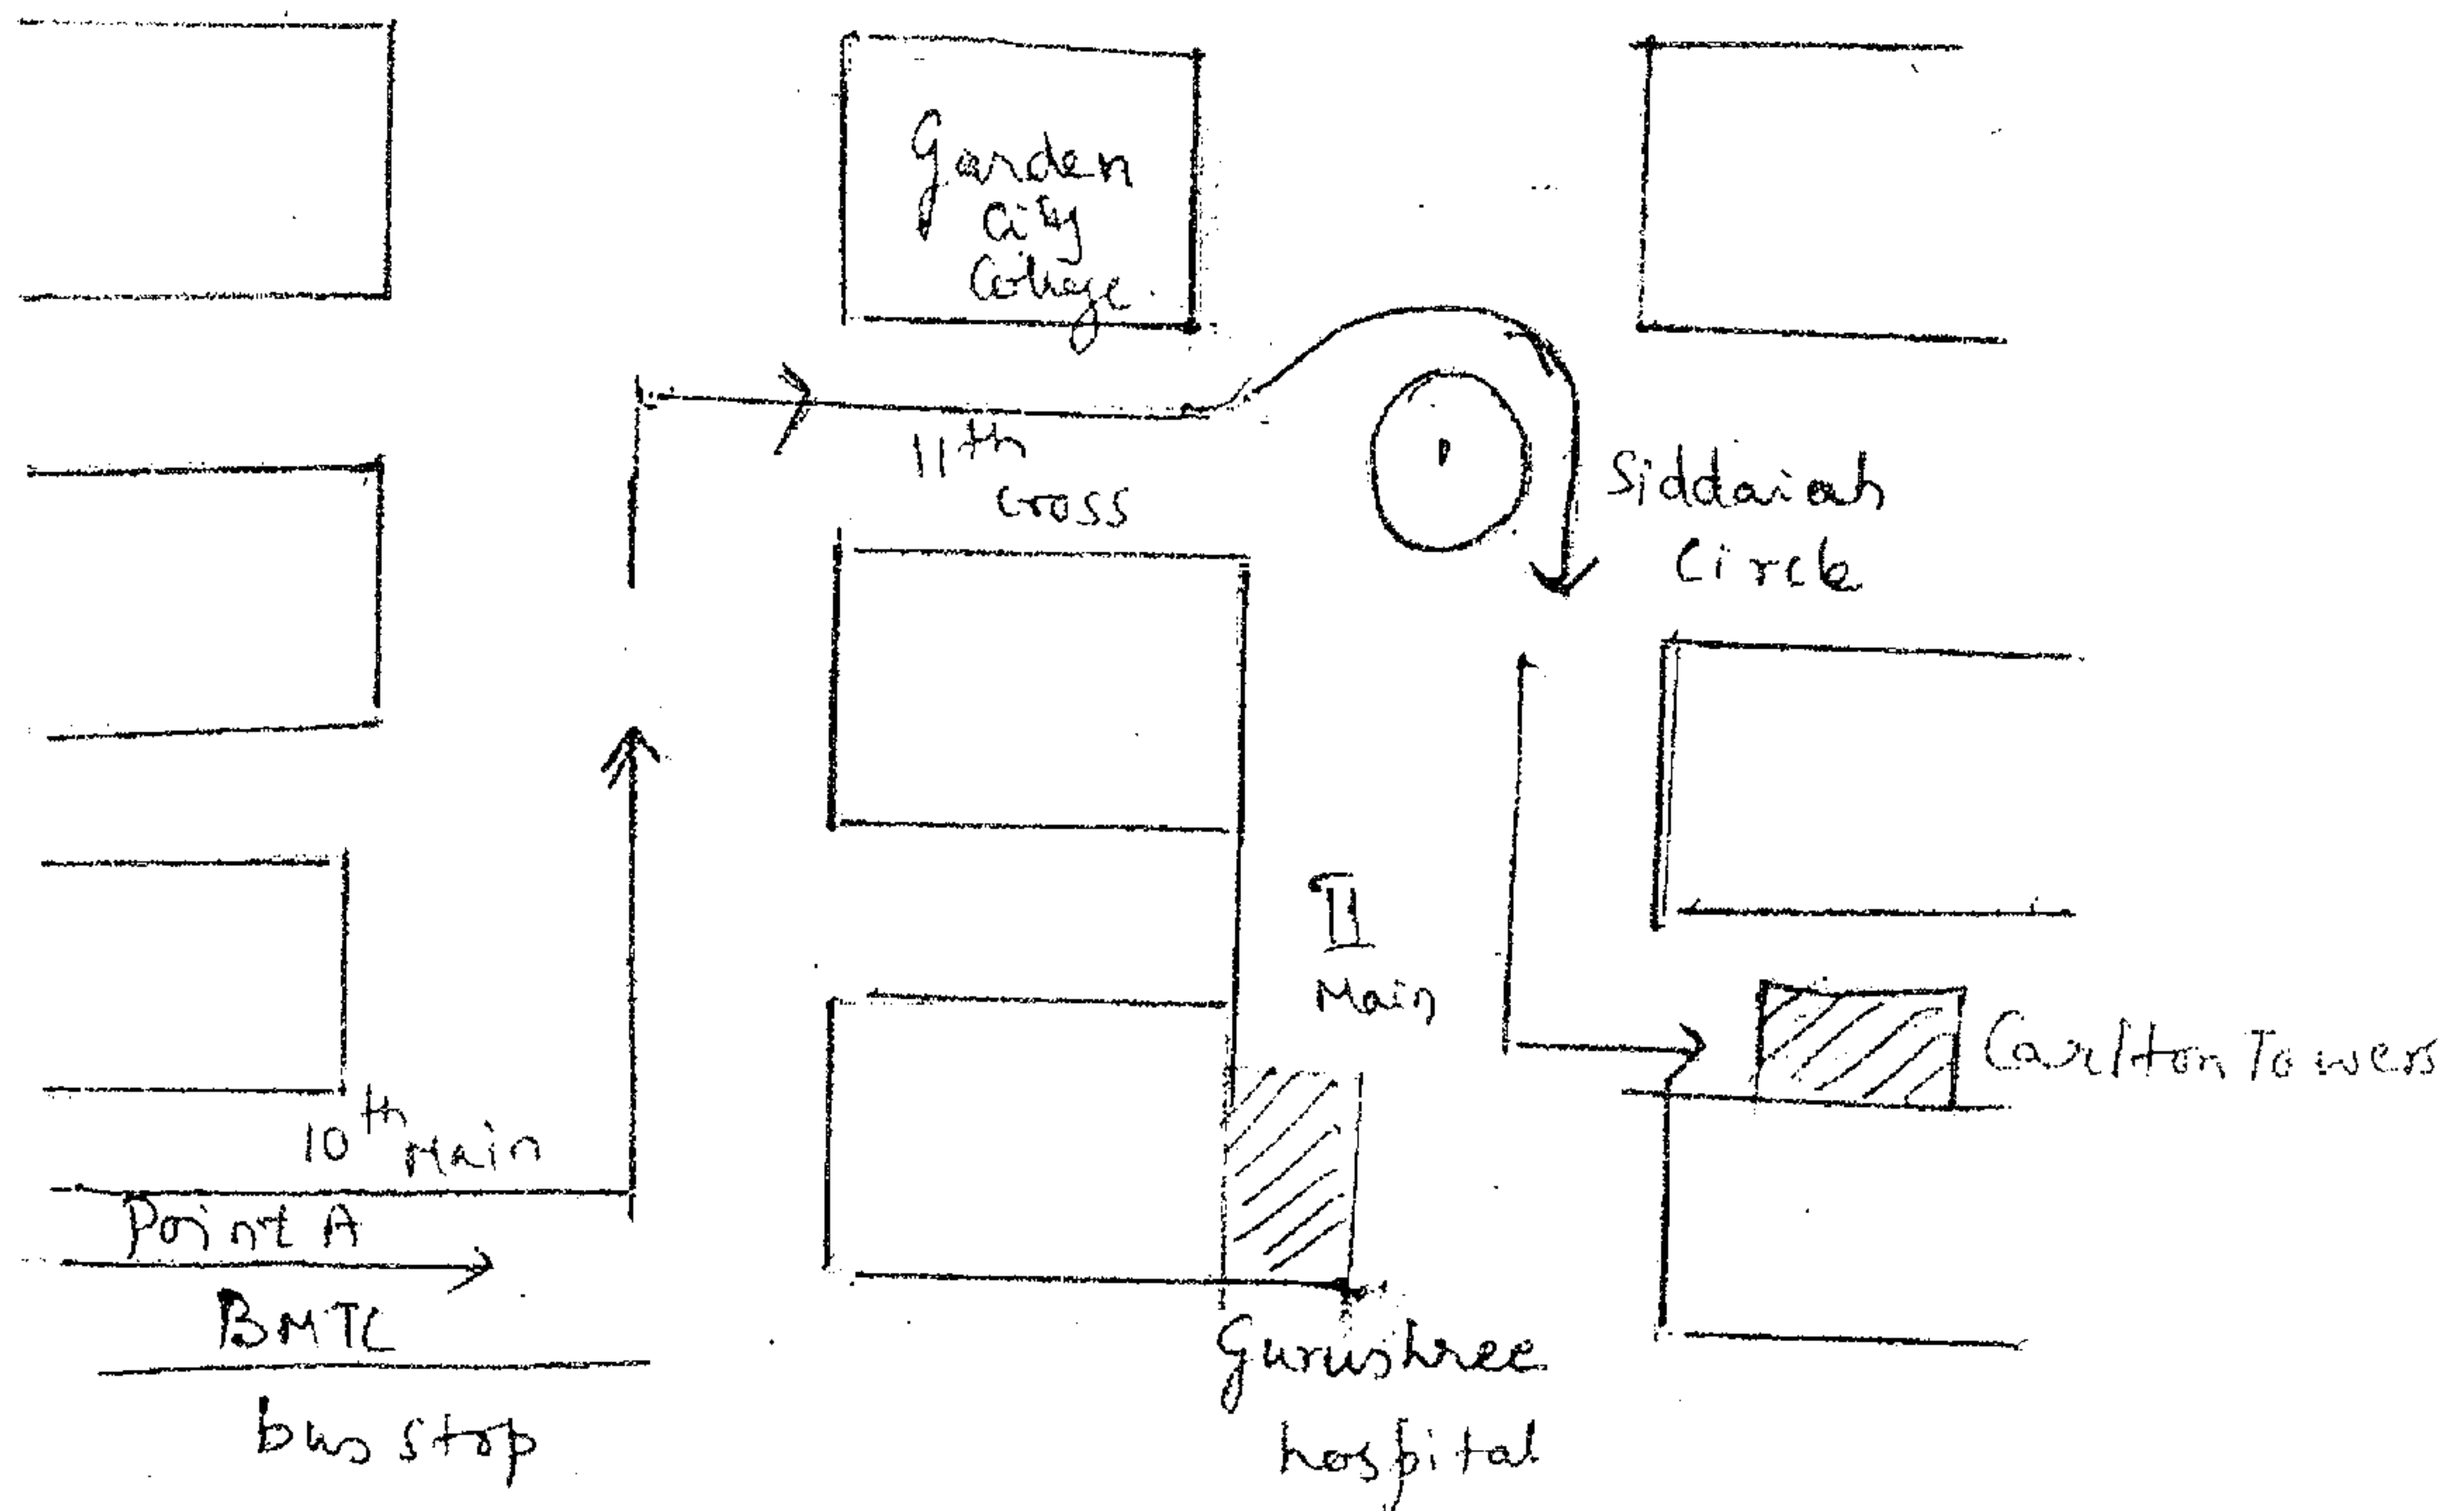 Garden
City
College.
11th
cross
Siddaiah
Circle
II
Main
Carlton Towers
10th Main
Point A
BMTC
bus stop
Gurushree
hospital